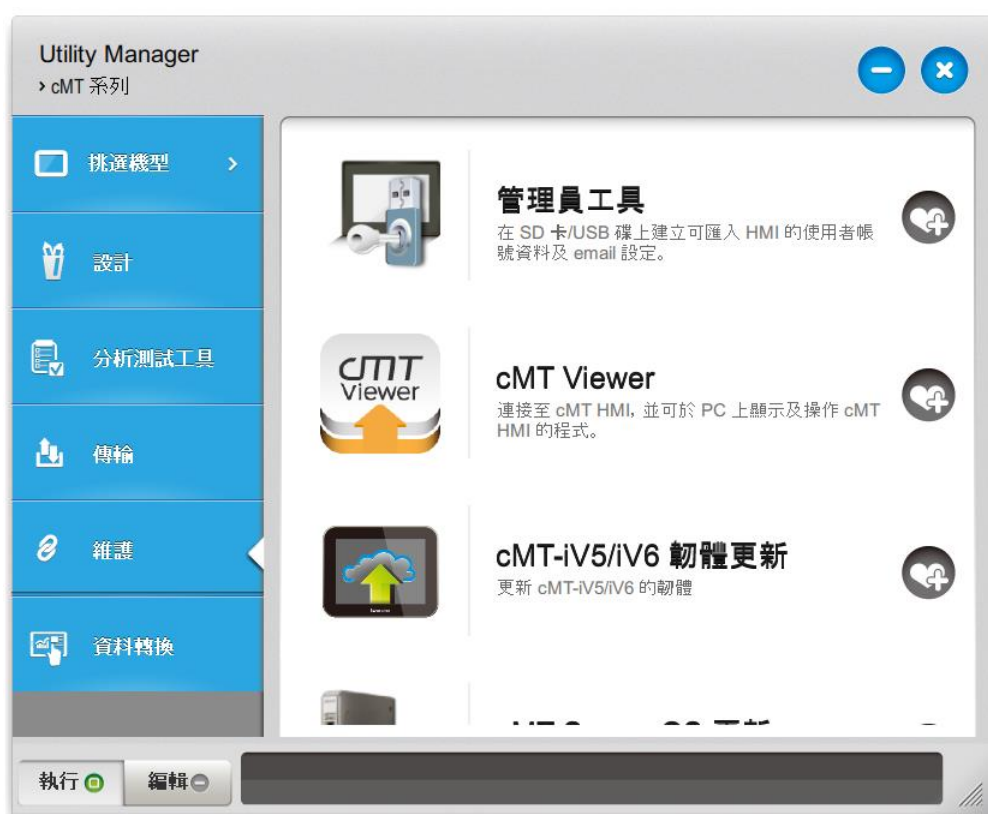 Utility Manager
› cMT 系列
挑選機型 ›
設計
分析測試工具
傳輸
維護
資料轉換
管理員工具
在 SD 卡/USB 碟上建立可匯入 HMI 的使用者帳
號資料及 email 設定。
cMT Viewer
cMT Viewer
連接至 cMT HMI, 並可於 PC 上顯示及操作 cMT
HMI 的程式。
cMT-iV5/iV6 韌體更新
更新 cMT-iV5/iV6 的韌體
執行
編輯